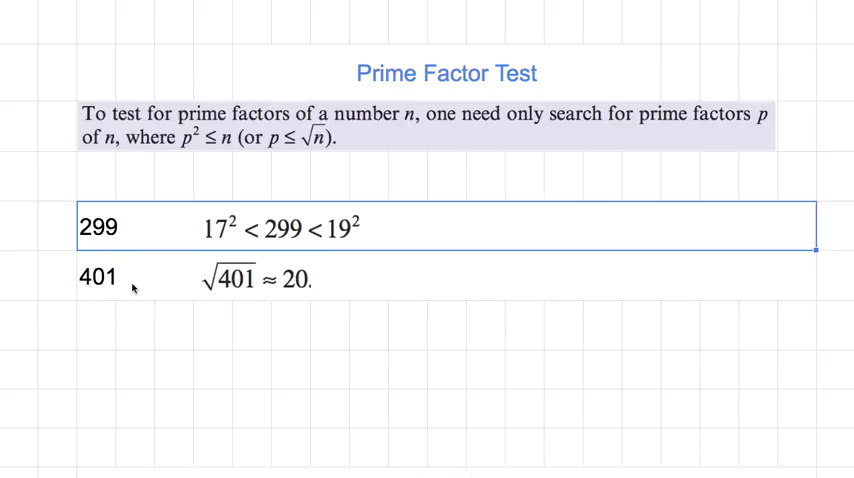 Prime Factor Test
To test for prime factors of a number n, one need only search for prime factors p
of n, where p² ≤ n (or p ≤ √n).
299 17² < 299 < 19²
401 √401 ≈ 20.